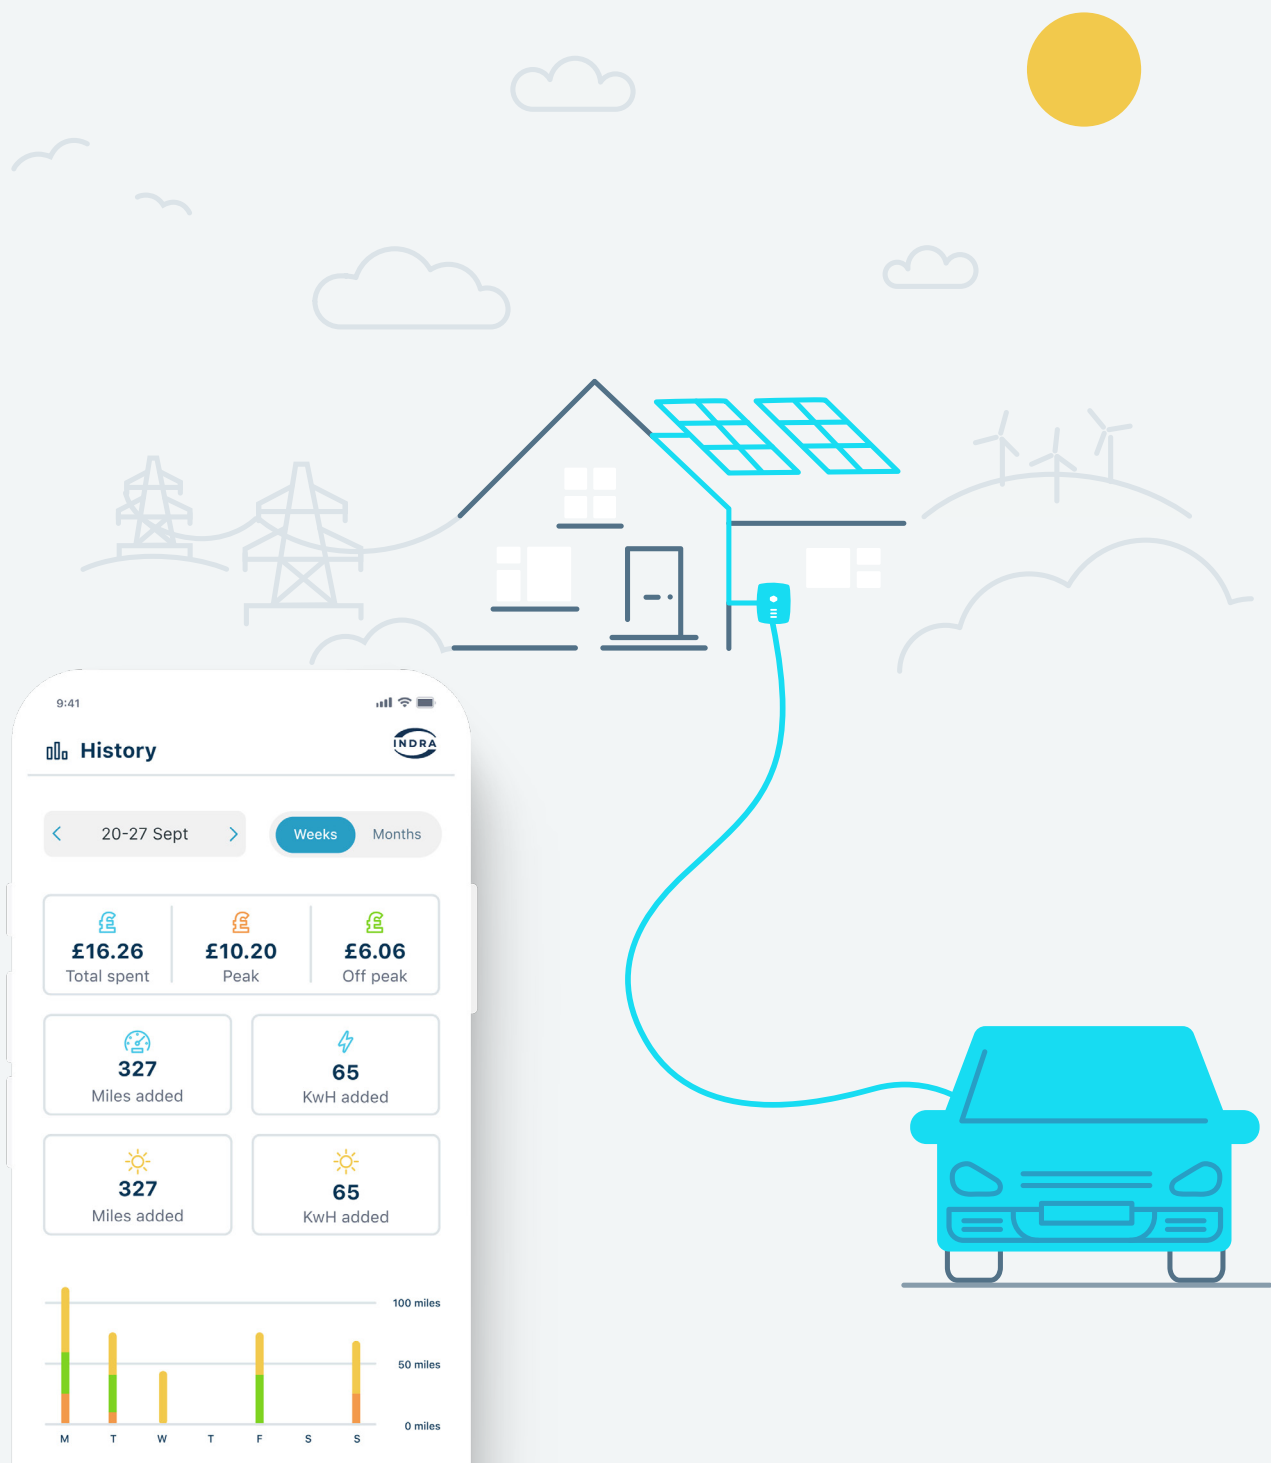 9:41
History
INDRA
20-27 Sept
Weeks
Months
£16.26
£10.20
£6.06
Total spent
Peak
Off peak
327
65
Miles added
KwH added
327
65
Miles added
KwH added
100 miles
50 miles
0 miles
M T W T F S S